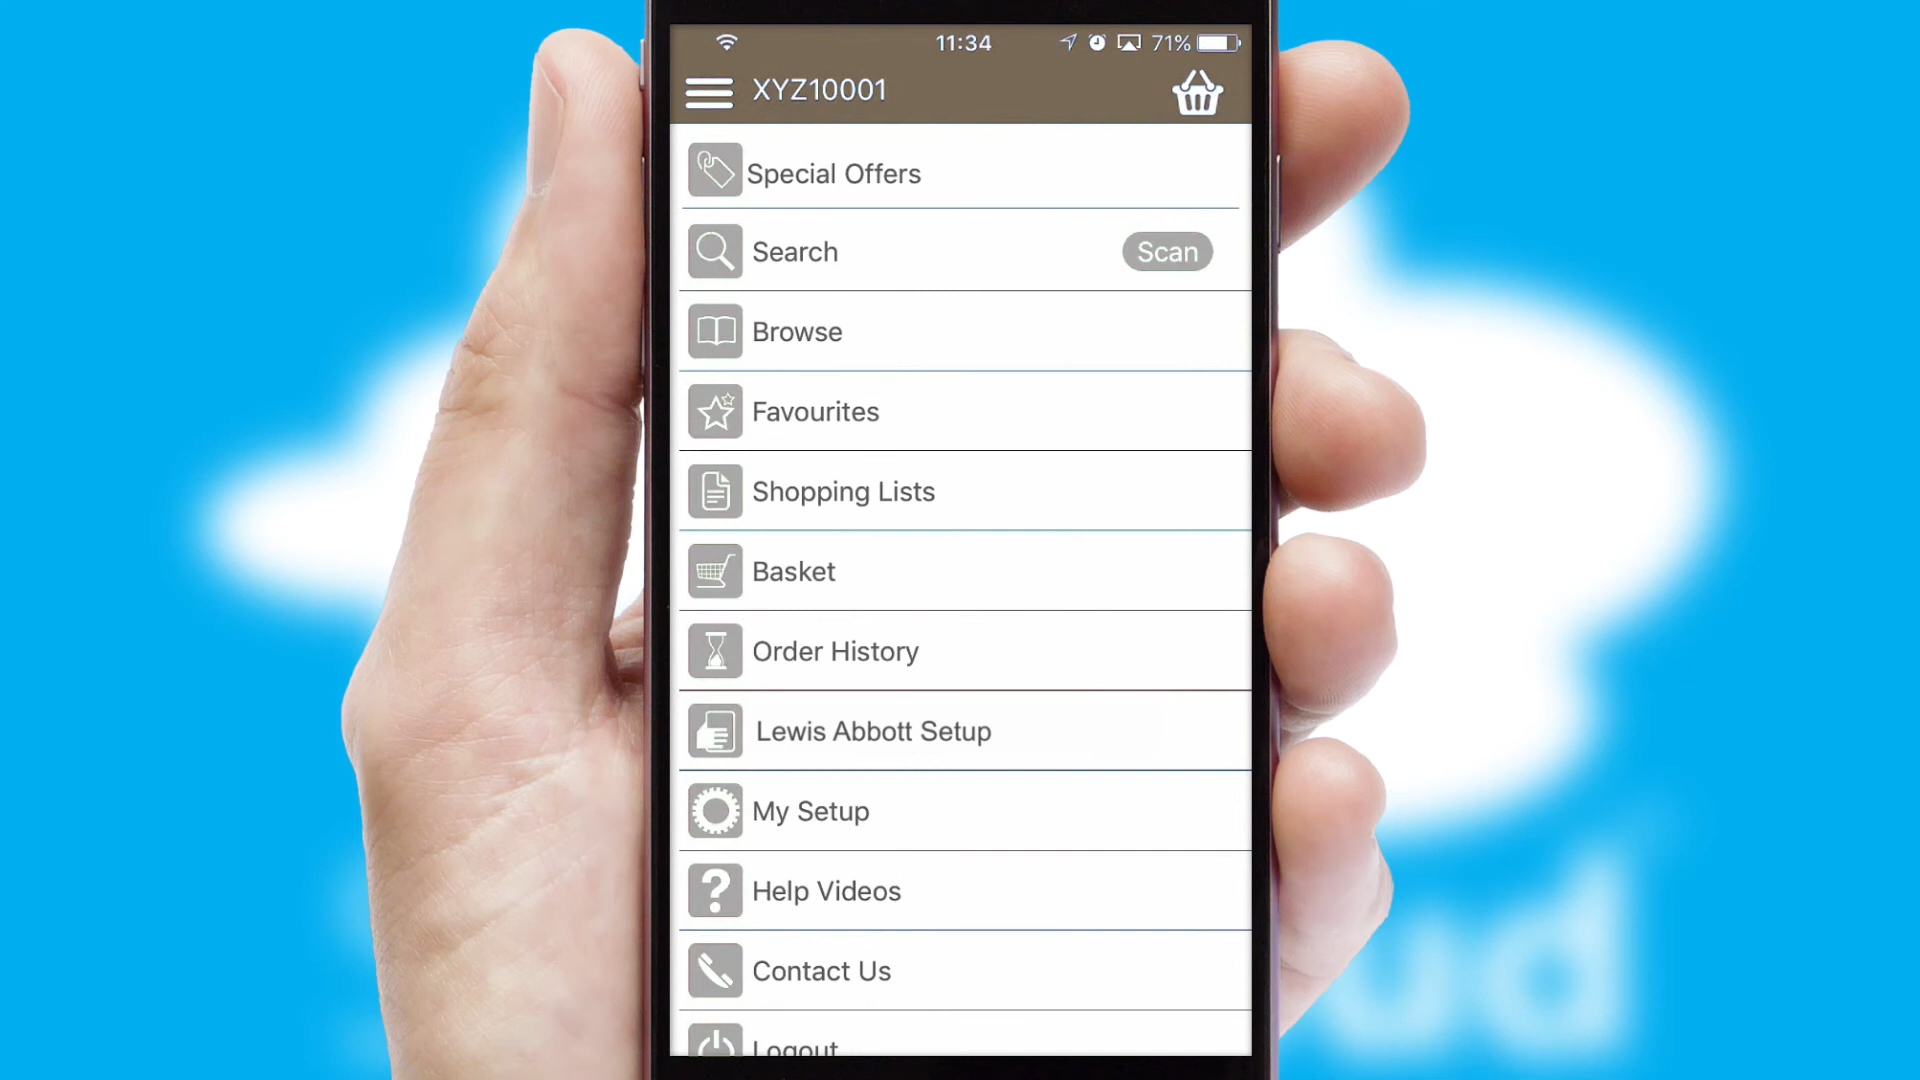 11:34
71%
XYZ10001
Special Offers
Search
Scan
Browse
Favourites
Shopping Lists
Basket
Order History
Lewis Abbott Setup
My Setup
Help Videos
Contact Us
Logout
ud